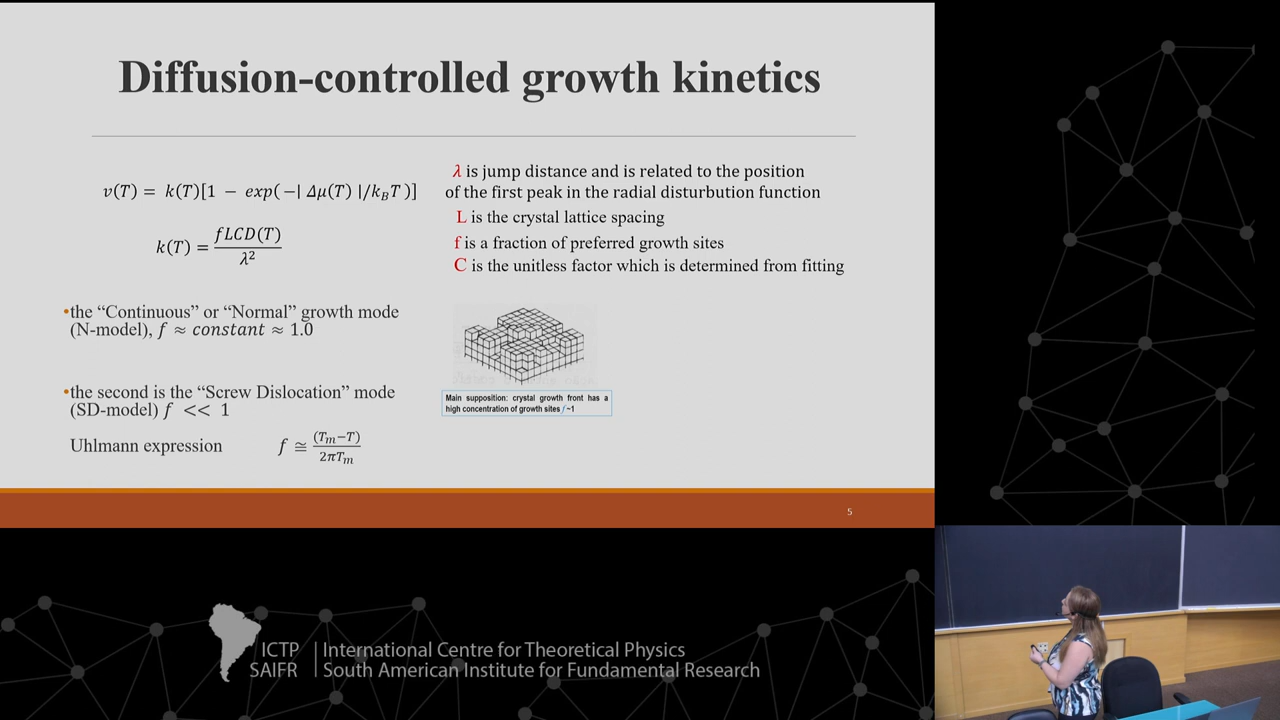 Diffusion-controlled growth kinetics
v(T) = k(T)[1 − exp(−| Δμ(T) |/k_BT)]
k(T) = fLCD(T)/λ²
λ is jump distance and is related to the position
of the first peak in the radial disturbution function
L is the crystal lattice spacing
f is a fraction of preferred growth sites
C is the unitless factor which is determined from fitting
•the “Continuous” or “Normal” growth mode
(N-model), f ≈ constant ≈ 1.0
Main supposition: crystal growth front has a
high concentration of growth sites f ~1
•the second is the “Screw Dislocation” mode
(SD-model) f << 1
Uhlmann expression f ≅ (T_m−T)/2πT_m
5
ICTP
SAIFR
International Centre for Theoretical Physics
South American Institute for Fundamental Research